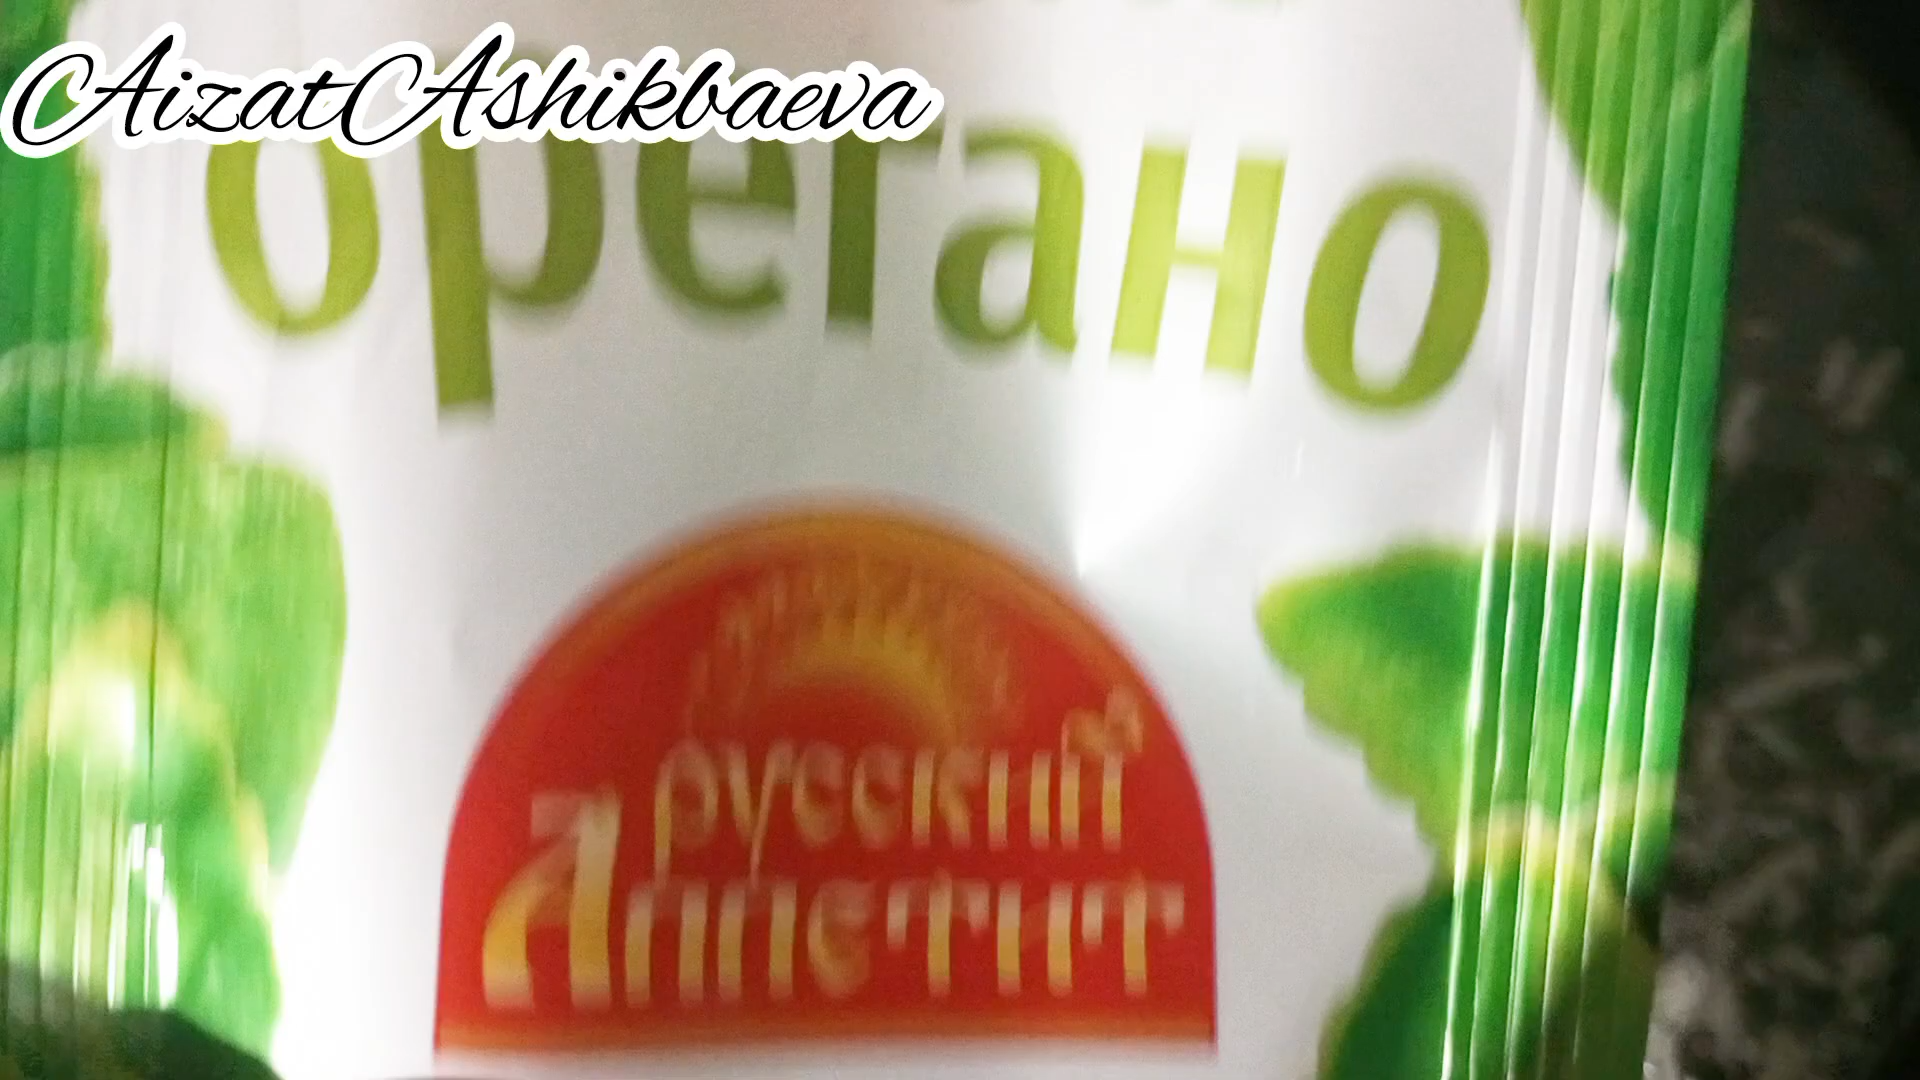 AizatAshikbaeva
орегано
русский
Аппетит